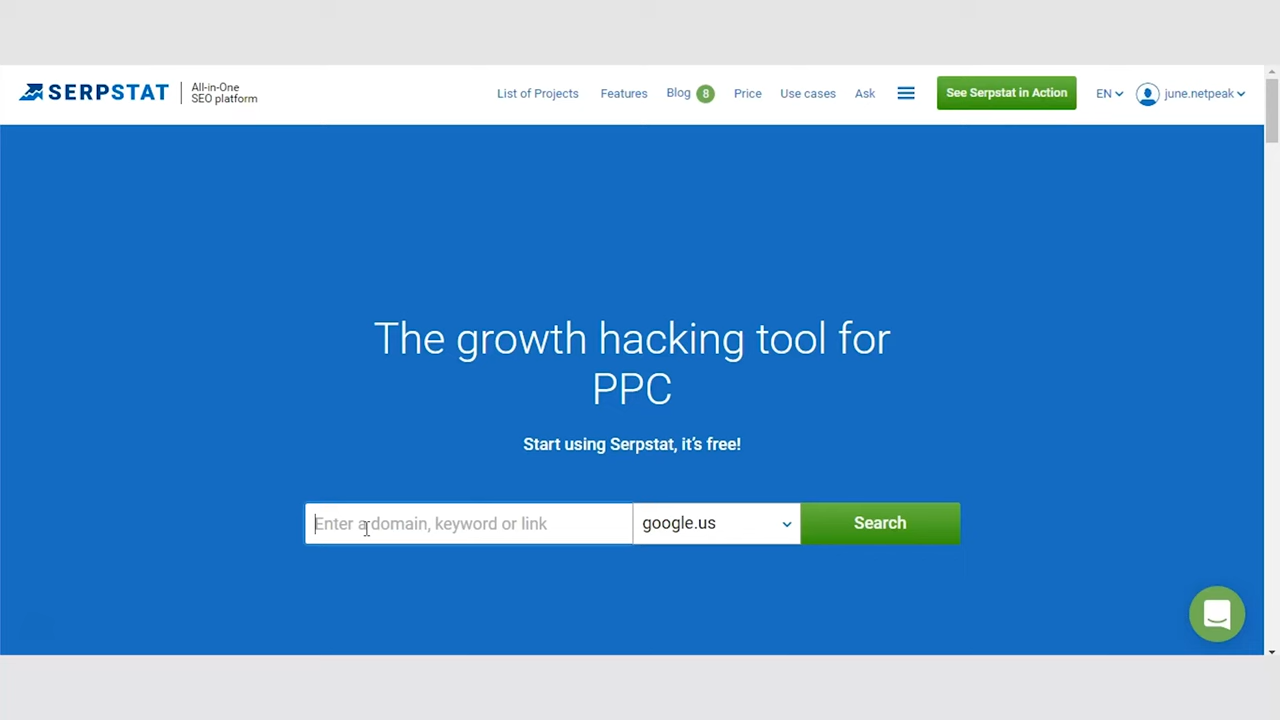 SERPSTAT
All-in-One
SEO platform
List of Projects
Features
Blog 8
Price
Use cases
Ask
See Serpstat in Action
EN
june.netpeak
The growth hacking tool for
PPC
Start using Serpstat, it’s free!
Enter a domain, keyword or link
google.us
Search